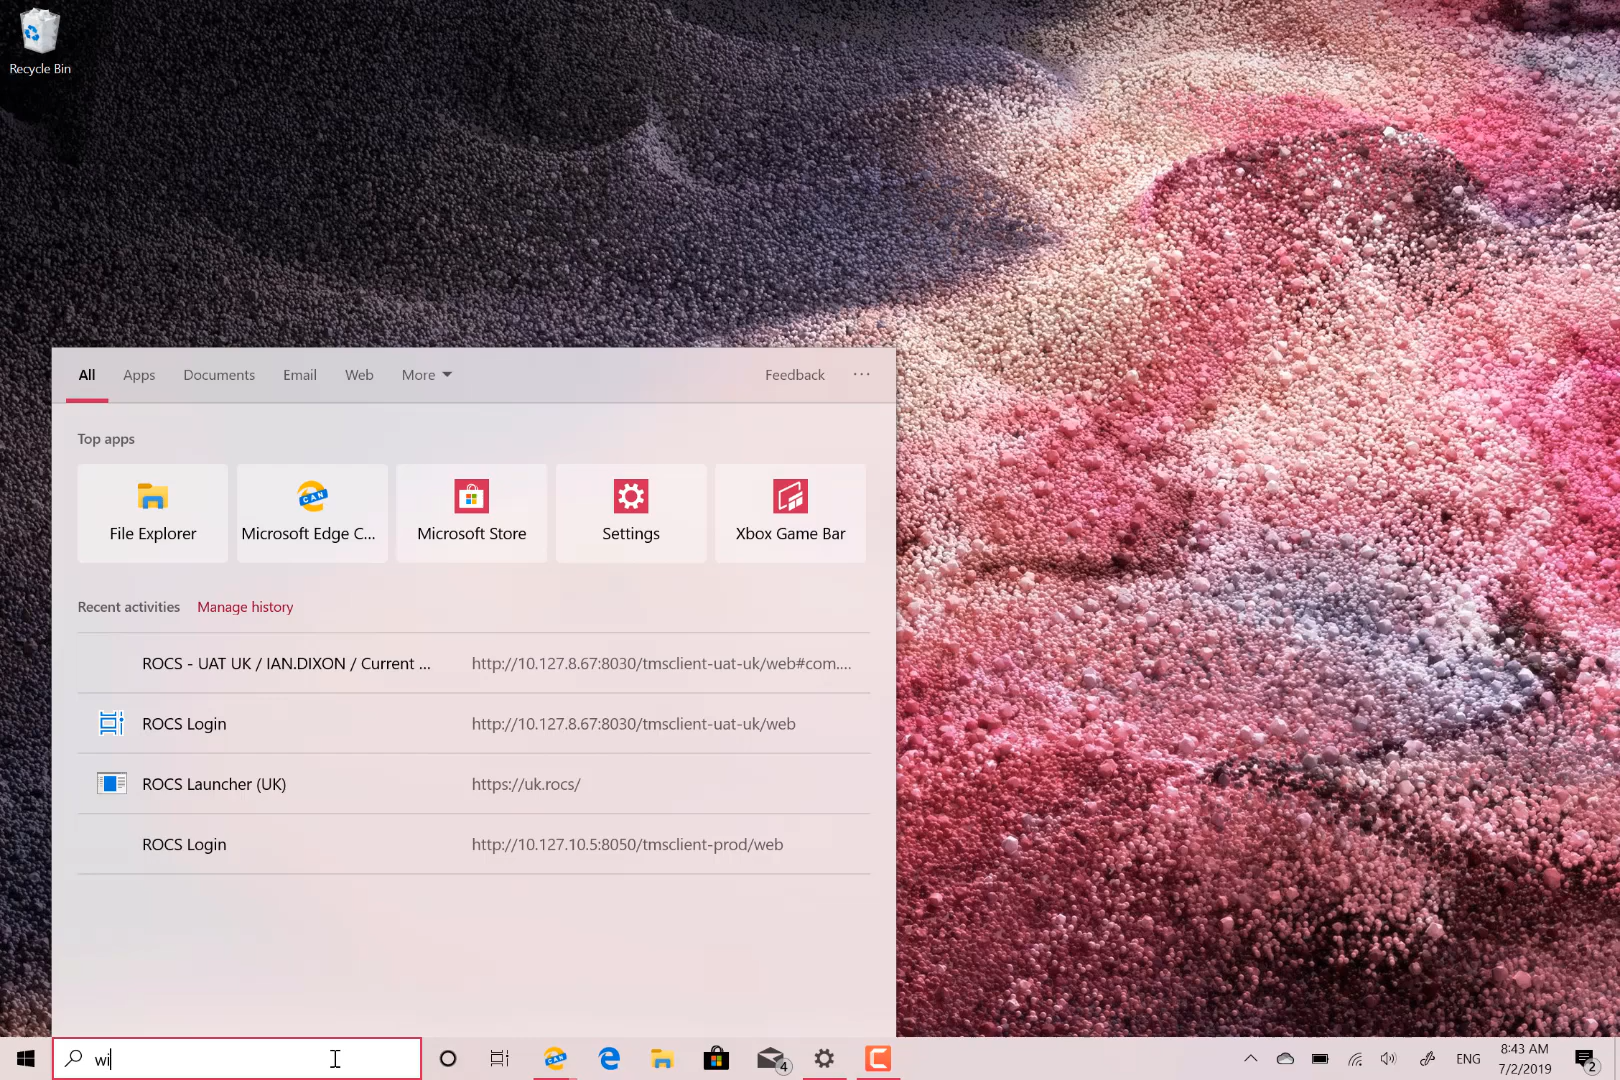 Recycle Bin
All Apps Documents Email Web More Feedback ...
Top apps
File Explorer
CAN
Microsoft Edge C...
Microsoft Store
Settings
Xbox Game Bar
Recent activities Manage history
ROCS - UAT UK / IAN.DIXON / Current ... http://10.127.8.67:8030/tmsclient-uat-uk/web#com....
ROCS Login http://10.127.8.67:8030/tmsclient-uat-uk/web
ROCS Launcher (UK) https://uk.rocs/
ROCS Login http://10.127.10.5:8050/tmsclient-prod/web
wi
CAN
4
ENG
8:43 AM
7/2/2019
2